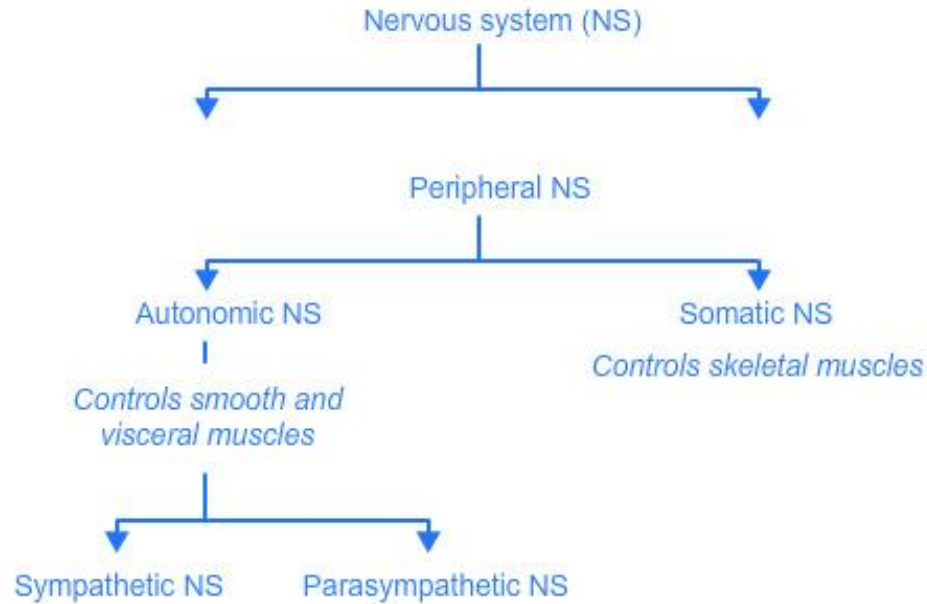 Nervous system (NS)
Peripheral NS
Autonomic NS
Somatic NS
Controls skeletal muscles
Controls smooth and
visceral muscles
Sympathetic NS
Parasympathetic NS